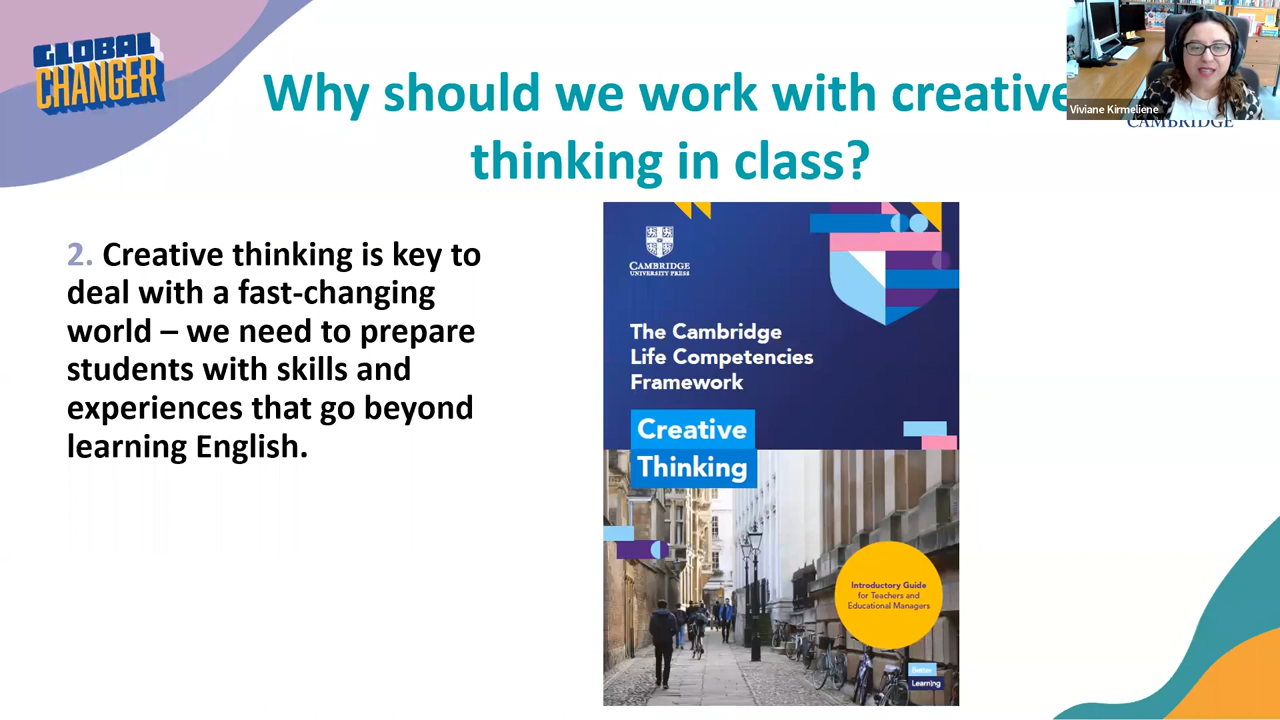 GLOBAL
CHANGER
Why should we work with creative
thinking in class?
Viviane Kirmeliene
CAMBRIDGE
2. Creative thinking is key to
deal with a fast-changing
world – we need to prepare
students with skills and
experiences that go beyond
learning English.
CAMBRIDGE
UNIVERSITY PRESS
The Cambridge
Life Competencies
Framework
Creative
Thinking
Introductory Guide
for Teachers and
Educational Managers
Better
Learning